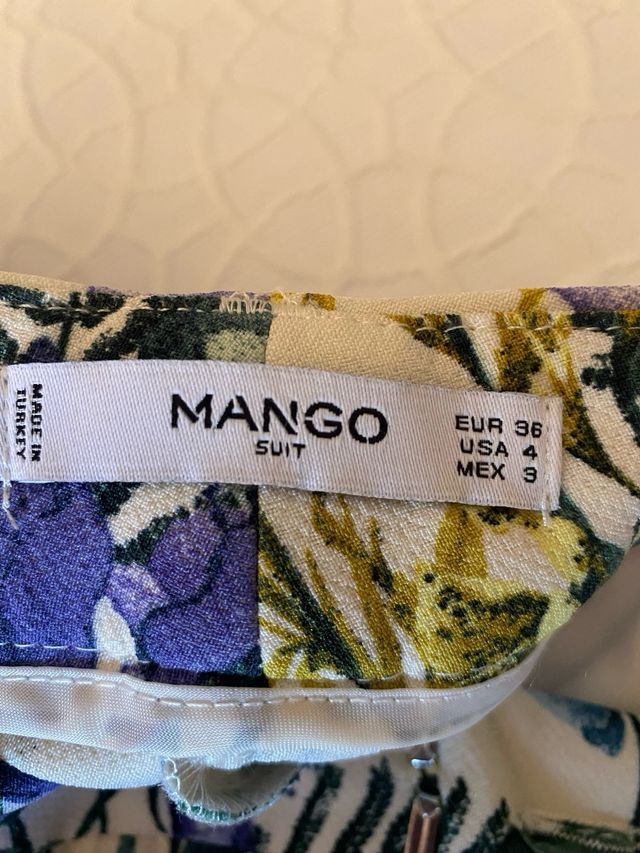 MADE IN
TURKEY
MANGO
SUIT
EUR 36
USA 4
MEX 3